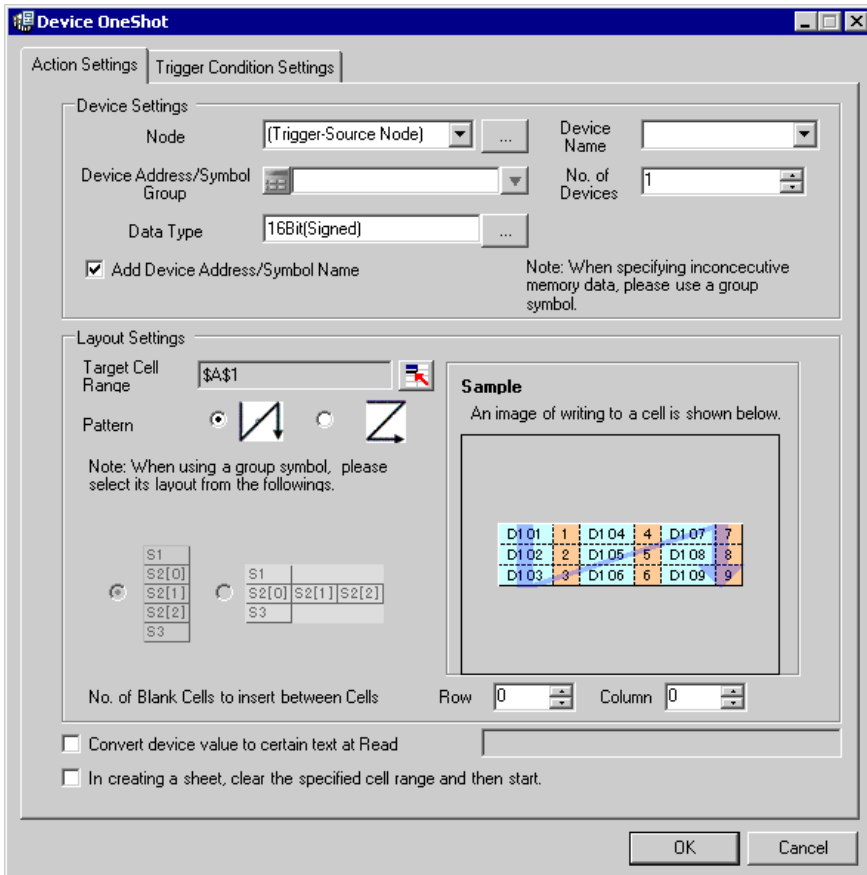 Device OneShot
Action Settings
Trigger Condition Settings
Device Settings
Node
(Trigger-Source Node)
...
Device
Name
Device Address/Symbol
Group
No. of
Devices
1
Data Type
16Bit(Signed)
...
Add Device Address/Symbol Name
Note: When specifying inconcecutive
memory data, please use a group
symbol.
Layout Settings
Target Cell
Range
$A$1
Pattern
Note: When using a group symbol, please
select its layout from the followings.
S1
S2[0]
S2[1]
S2[2]
S3
S1
S2[0] S2[1] S2[2]
S3
Sample
An image of writing to a cell is shown below.
D101 1 D104 4 D107 7
D102 2 D105 5 D108 8
D103 3 D106 6 D109 9
No. of Blank Cells to insert between Cells
Row
0
Column
0
Convert device value to certain text at Read
In creating a sheet, clear the specified cell range and then start.
OK
Cancel